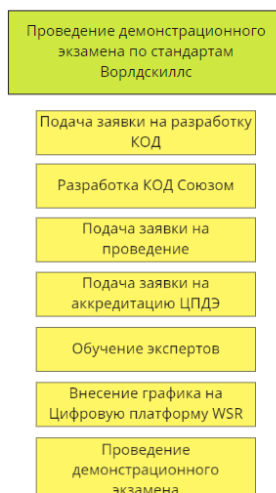 Проведение демонстрационного
экзамена по стандартам
Ворлдскиллс
Подача заявки на разработку
КОД
Разработка КОД Союзом
Подача заявки на
проведение
Подача заявки на
аккредитацию ЦПДЭ
Обучение экспертов
Внесение графика на
Цифровую платформу WSR
Проведение
демонстрационного
экзамена